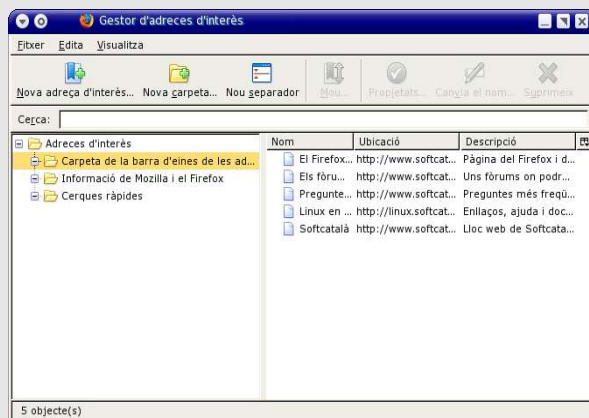 Gestor d'adreces d'interès
Fitxer Edita Visualitza
Nova adreça d'interès... Nova carpeta... Nou separador Mou... Propietats... Canvia el nom... Suprimeix
Cerca:
Adreces d'interès
Carpeta de la barra d'eines de les ad...
Informació de Mozilla i el Firefox
Cerques ràpides
Nom Ubicació Descripció
El Firefox... http://www.softcat... Pàgina del Firefox i d...
Els fòru... http://www.softcat... Uns fòrums on podr...
Pregunte... http://www.softcat... Preguntes més freqü...
Linux en ... http://linux.softcat... Enllaços, ajuda i doc...
Softcatalà http://www.softcat... Lloc web de Softcata...
5 objecte(s)